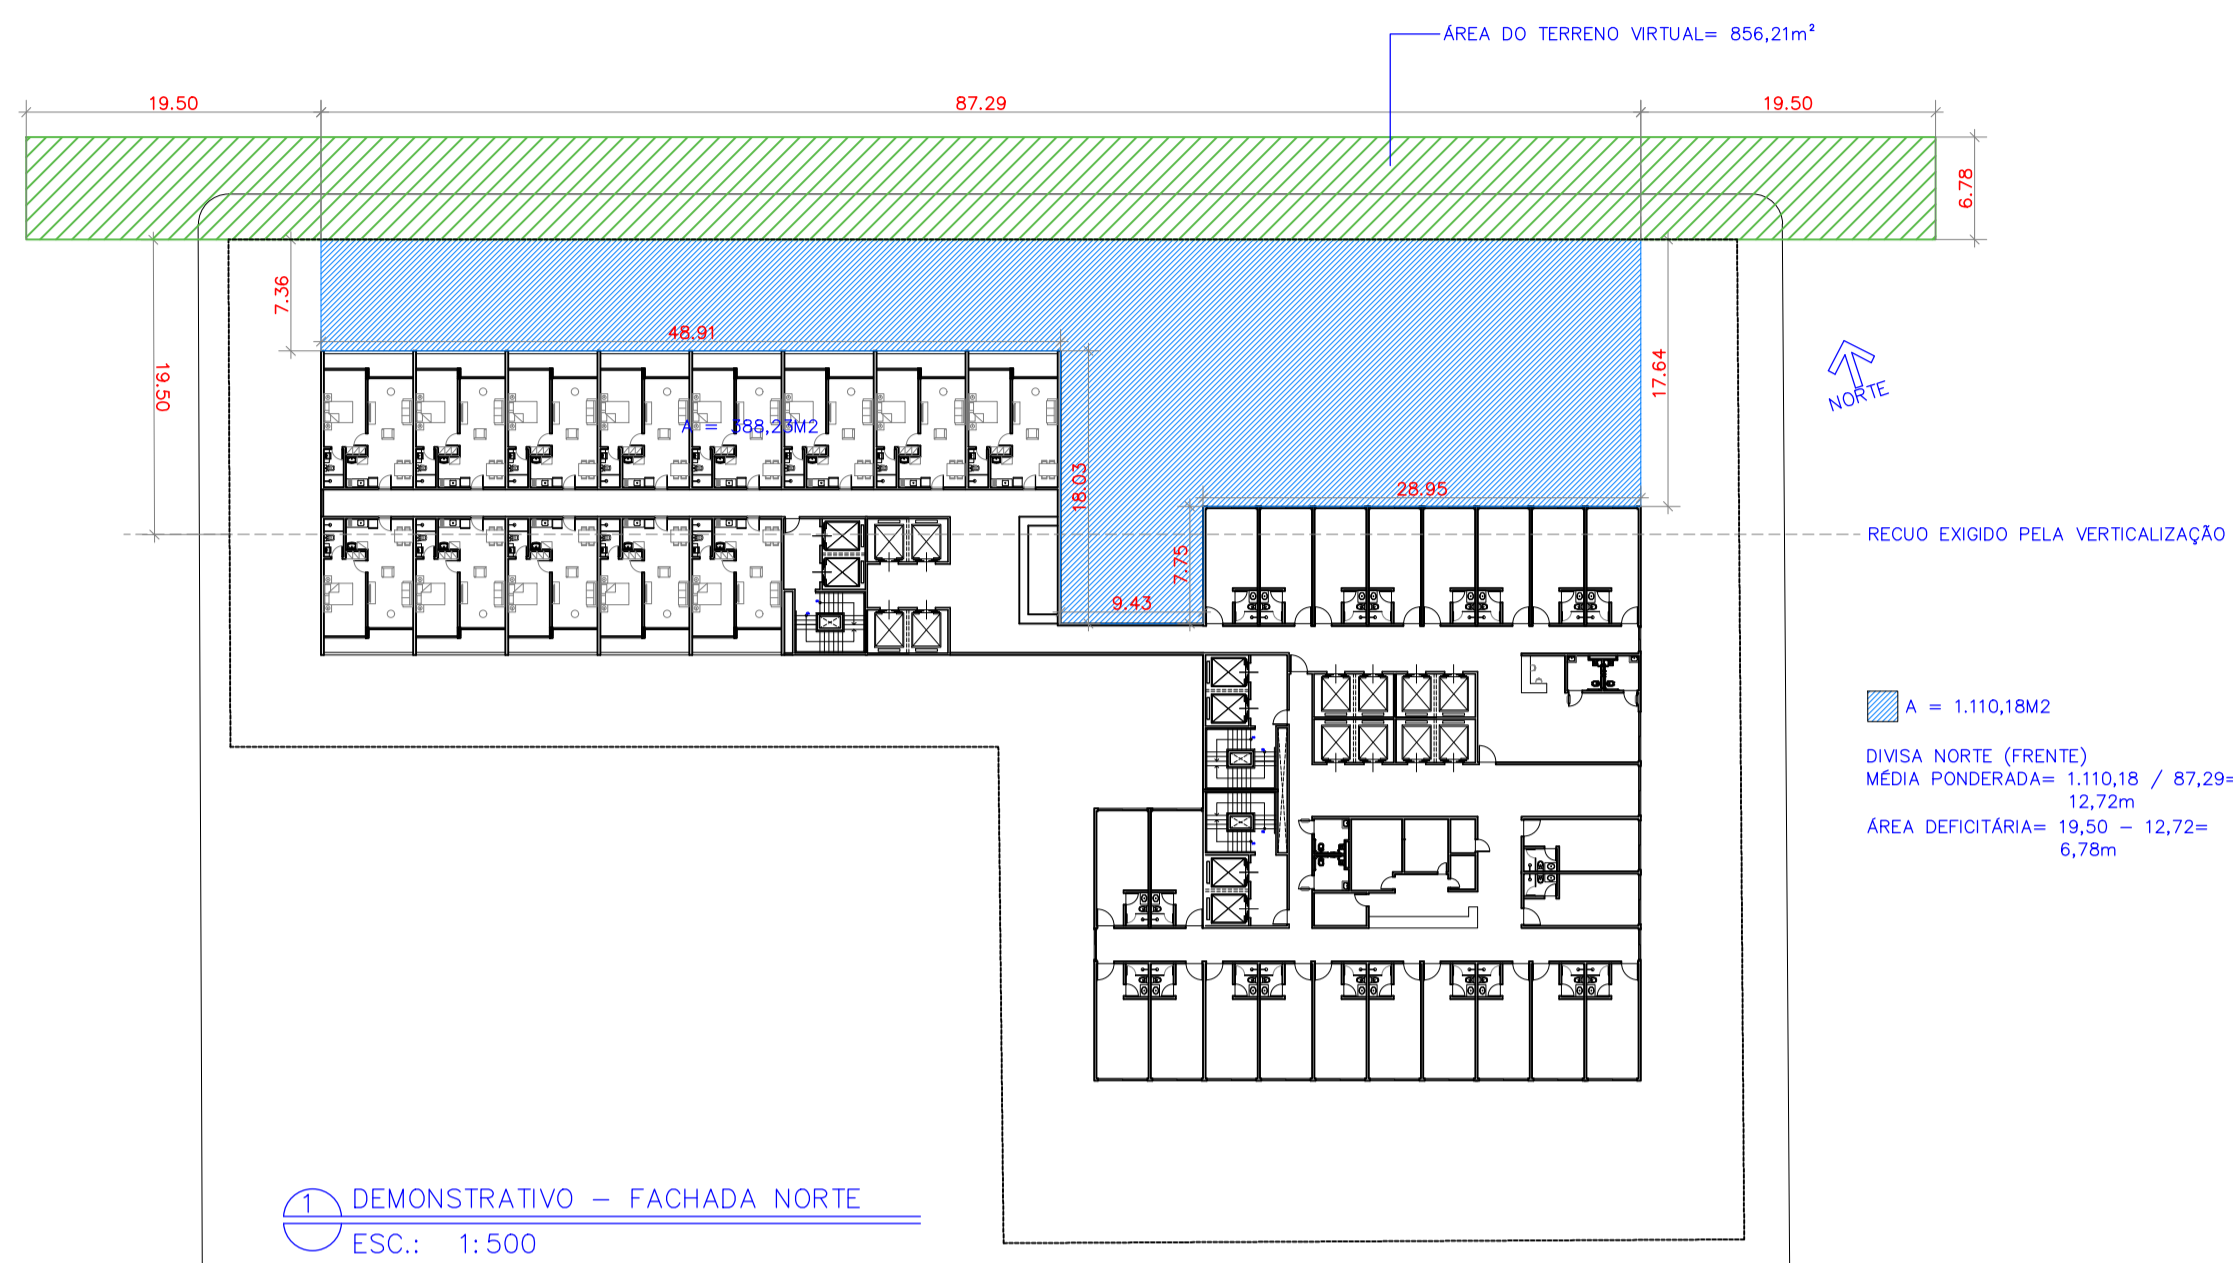 ÁREA DO TERRENO VIRTUAL= 856,21m²
19.50
87.29
19.50
6.78
7.36
48.91
19.50
17.64
NORTE
A = 388,23M2
18.03
28.95
RECUO EXIGIDO PELA VERTICALIZAÇÃO
7.75
9.43
A = 1.110,18M2
DIVISA NORTE (FRENTE)
MÉDIA PONDERADA= 1.110,18 / 87,29=
12,72m
ÁREA DEFICITÁRIA= 19,50 – 12,72=
6,78m
1
DEMONSTRATIVO – FACHADA NORTE
ESC.: 1:500